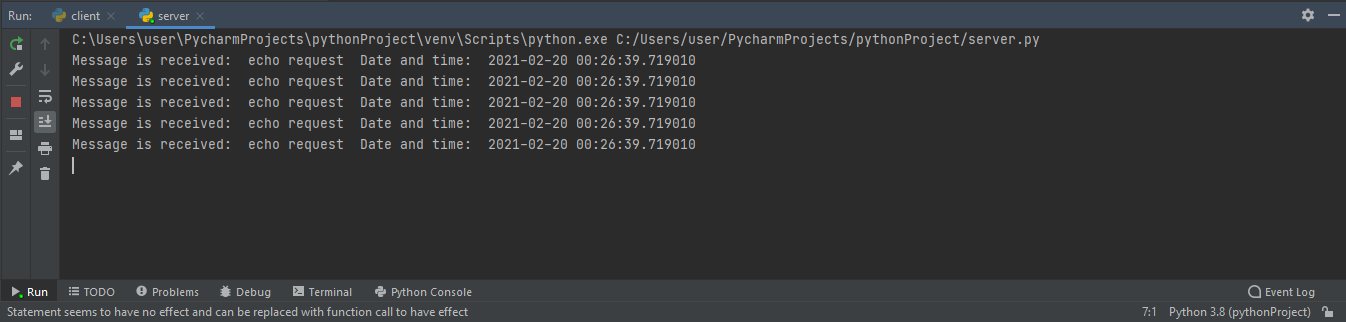 Run: client server
C:\Users\user\PycharmProjects\pythonProject\venv\Scripts\python.exe C:/Users/user/PycharmProjects/pythonProject/server.py
Message is received:  echo request  Date and time:  2021-02-20 00:26:39.719010
Message is received:  echo request  Date and time:  2021-02-20 00:26:39.719010
Message is received:  echo request  Date and time:  2021-02-20 00:26:39.719010
Message is received:  echo request  Date and time:  2021-02-20 00:26:39.719010
Message is received:  echo request  Date and time:  2021-02-20 00:26:39.719010
Run TODO Problems Debug Terminal Python Console Event Log
Statement seems to have no effect and can be replaced with function call to have effect 7:1 Python 3.8 (pythonProject)